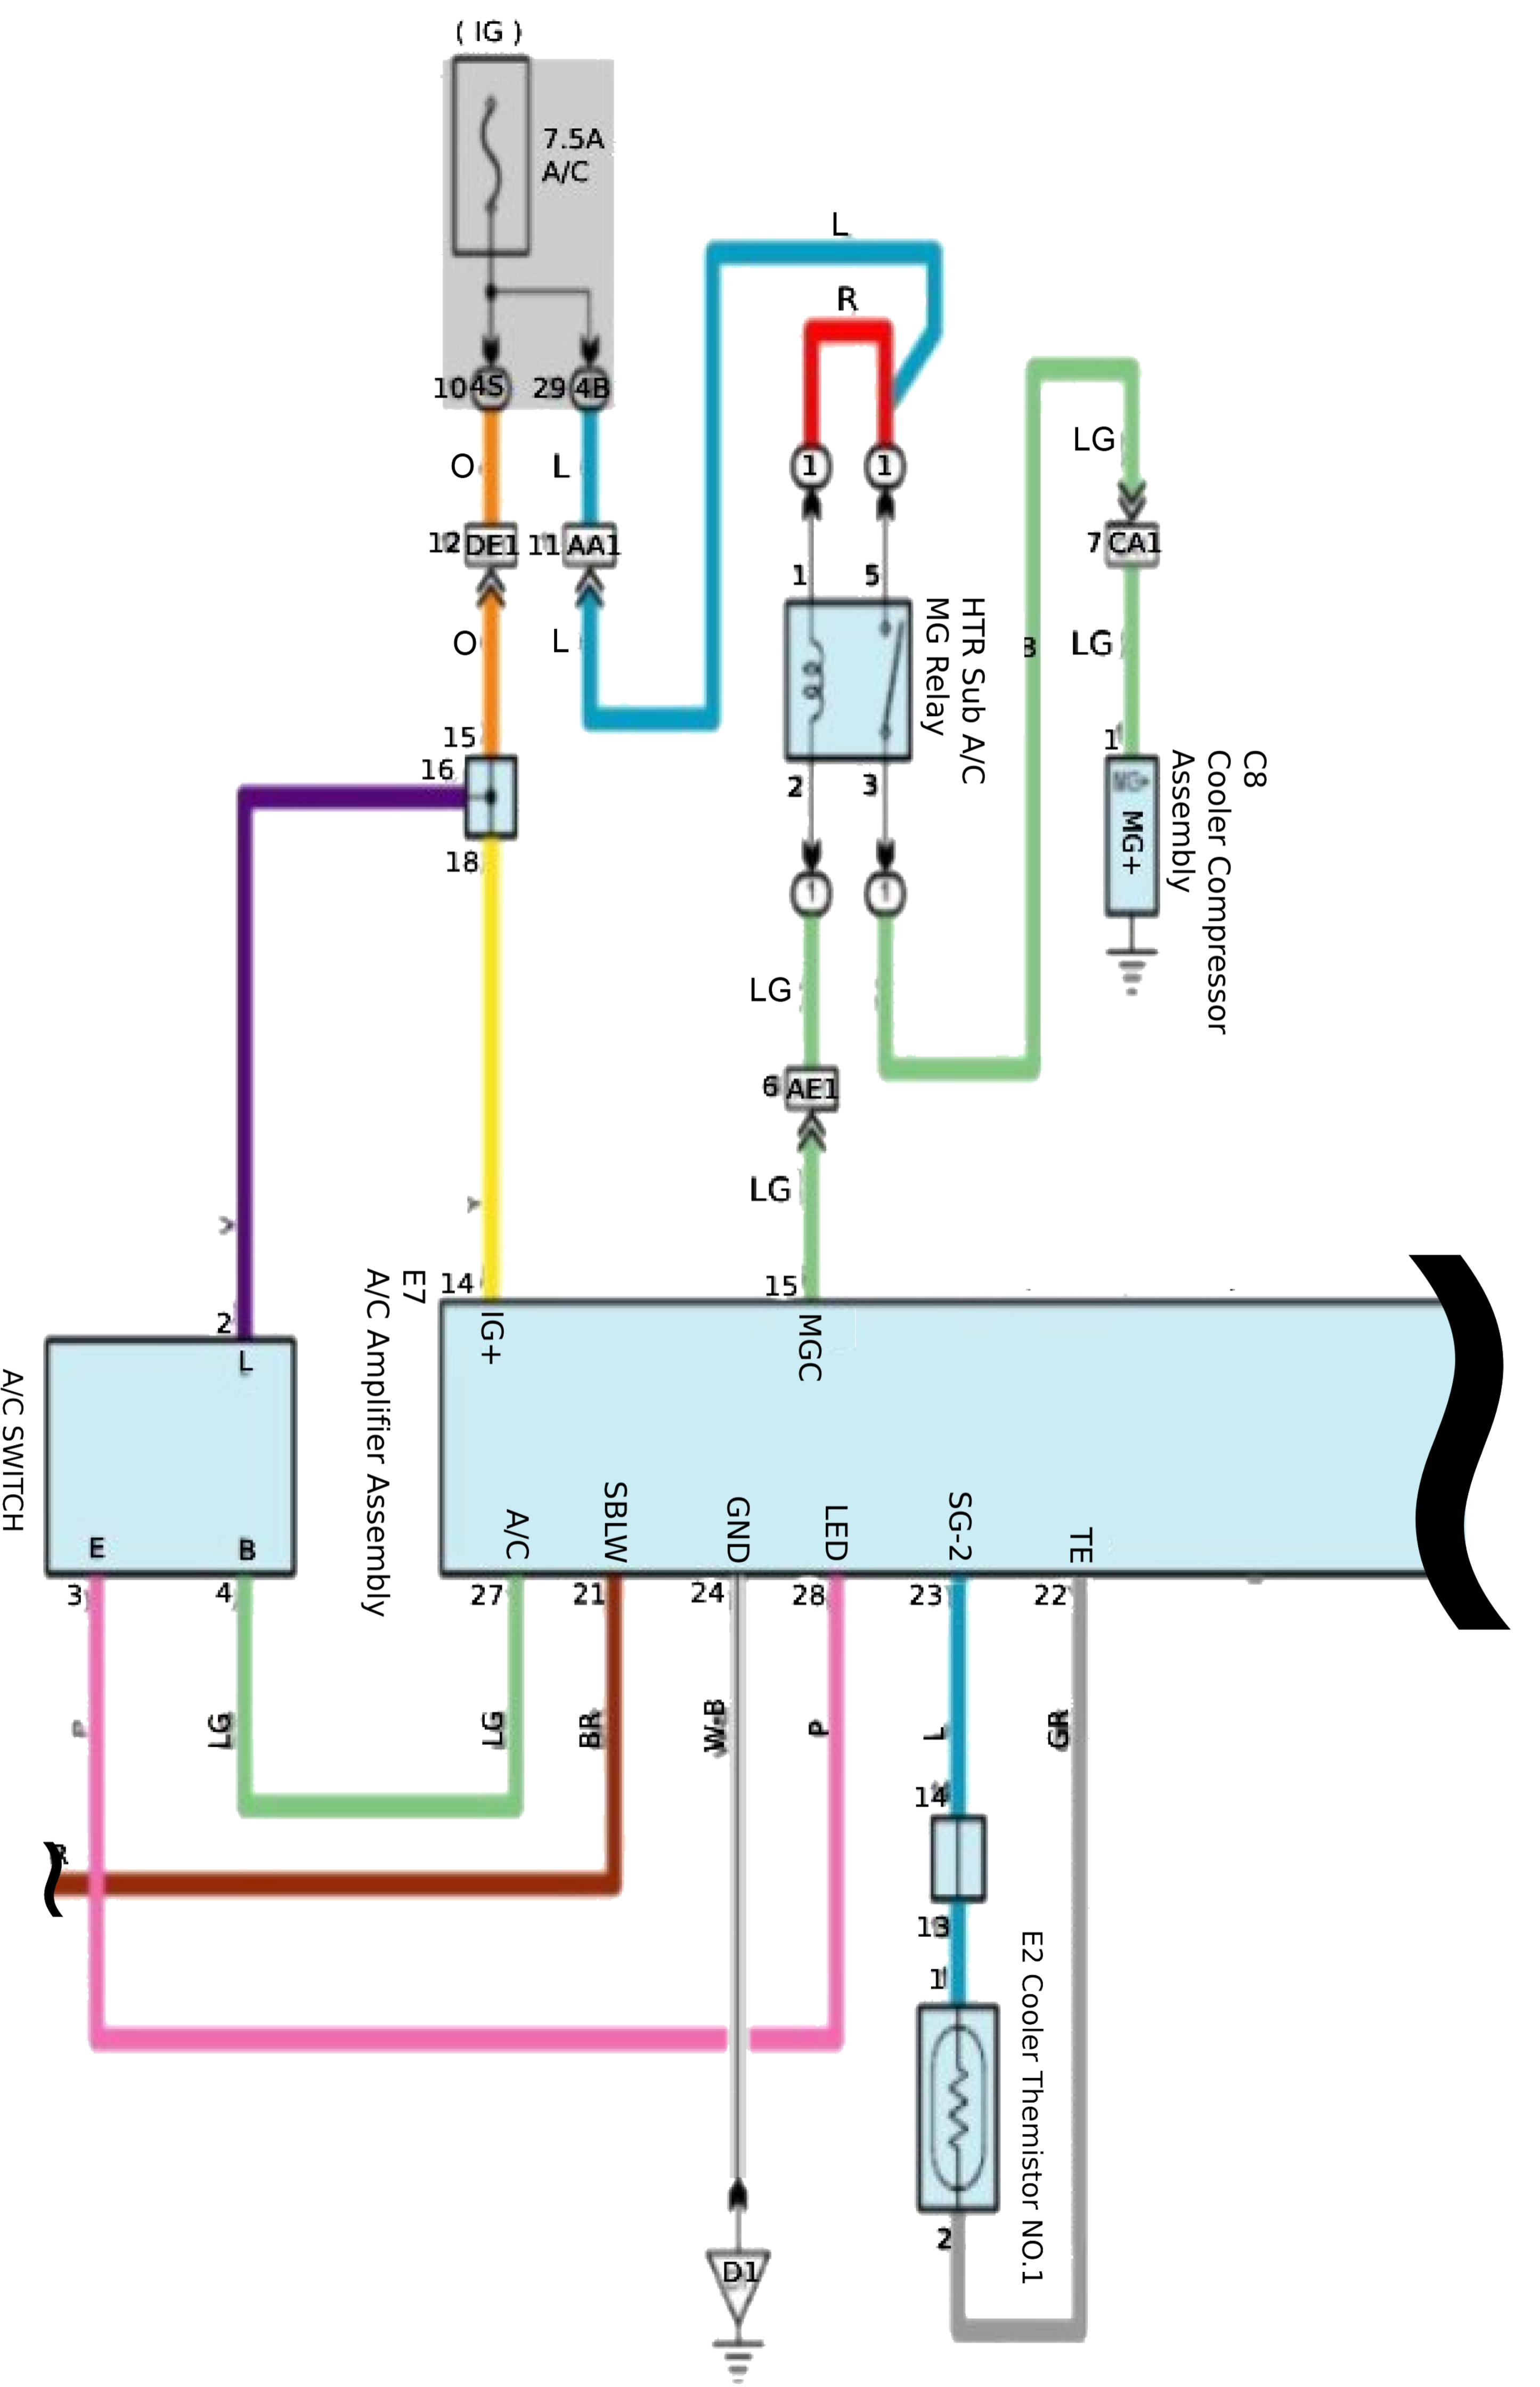 ( IG )
7.5A
A/C
10 4S
29 4B
L
R
O
L
LG
1
1
12 DE1
11 AA1
7 CA1
1
5
O
L
HTR Sub A/C
MG Relay
B
LG
15
16
18
2
3
1
C8
Cooler Compressor
Assembly
MG+
MG+
1
1
LG
6 AE1
LG
Y
V
E7
A/C Amplifier Assembly
14
15
IG+
MGC
2
L
A/C SWITCH
E
B
A/C
SBLW
GND
LED
SG-2
TE
3
4
27
21
24
28
23
22
P
LG
LG
BR
W-B
P
L
GR
14
13
1
E2 Cooler Themistor NO.1
2
D1